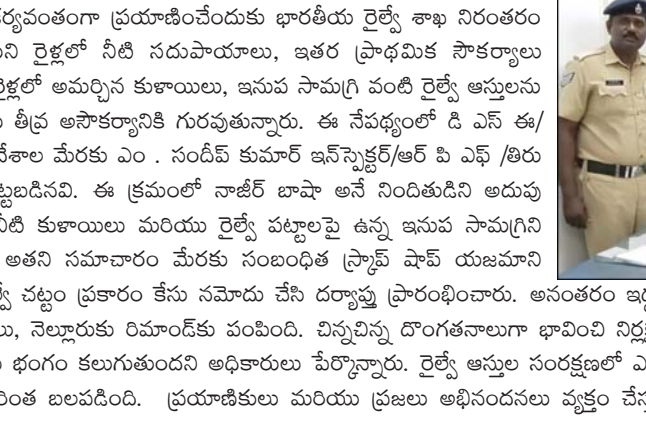 ర్యవంతంగా ప్రయాణించేందుకు భారతీయ రైల్వే శాఖ నిరంతరం
ని రైళ్లలో నీటి సదుపాయాలు, ఇతర ప్రాథమిక సౌకర్యాలు
రైళ్లలో అమర్చిన కుళాయిలు, ఇనుప సామగ్రి వంటి రైల్వే ఆస్తులను
తీవ్ర అసౌకర్యానికి గురవుతున్నారు. ఈ నేపథ్యంలో డి ఎస్ ఈ/
దేశాల మేరకు ఎం . సందీప్ కుమార్ ఇన్‌స్పెక్టర్/ఆర్ పి ఎఫ్ /తిరు
ట్టబడినవి. ఈ క్రమంలో నాజీర్ బాషా అనే నిందితుడిని అదుపు
నీటి కుళాయిలు మరియు రైల్వే పట్టాలపై ఉన్న ఇనుప సామగ్రిని
అతని సమాచారం మేరకు సంబంధిత స్క్రాప్ షాప్ యజమాని
్వే చట్టం ప్రకారం కేసు నమోదు చేసి దర్యాప్తు ప్రారంభించారు. అనంతరం ఇద్ద
లు, నెల్లూరుకు రిమాండ్‌కు పంపింది. చిన్నచిన్న దొంగతనాలుగా భావించి నిర్లక్ష
భంగం కలుగుతుందని అధికారులు పేర్కొన్నారు. రైల్వే ఆస్తుల సంరక్షణలో ఎ
రింత బలపడింది. ప్రయాణికులు మరియు ప్రజలు అభినందనలు వ్యక్తం చేస్త